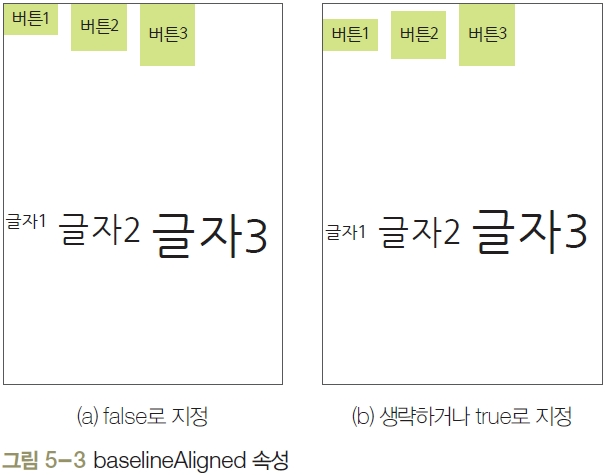 버튼1 버튼2 버튼3
글자1 글자2 글자3
(a) false로 지정
버튼1 버튼2 버튼3
글자1 글자2 글자3
(b) 생략하거나 true로 지정
그림 5-3 baselineAligned 속성